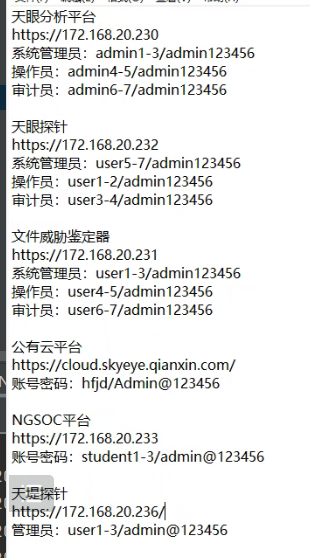 天眼分析平台
https://172.168.20.230
系统管理员：admin1-3/admin123456
操作员：admin4-5/admin123456
审计员：admin6-7/admin123456
天眼探针
https://172.168.20.232
系统管理员：user5-7/admin123456
操作员：user1-2/admin123456
审计员：user3-4/admin123456
文件威胁鉴定器
https://172.168.20.231
系统管理员：user1-3/admin123456
操作员：user4-5/admin123456
审计员：user6-7/admin123456
公有云平台
https://cloud.skyeye.qianxin.com/
账号密码：hfjd/Admin@123456
NGSOC平台
https://172.168.20.233
账号密码：student1-3/admin@123456
天堤探针
https://172.168.20.236/
管理员：user1-3/admin@123456